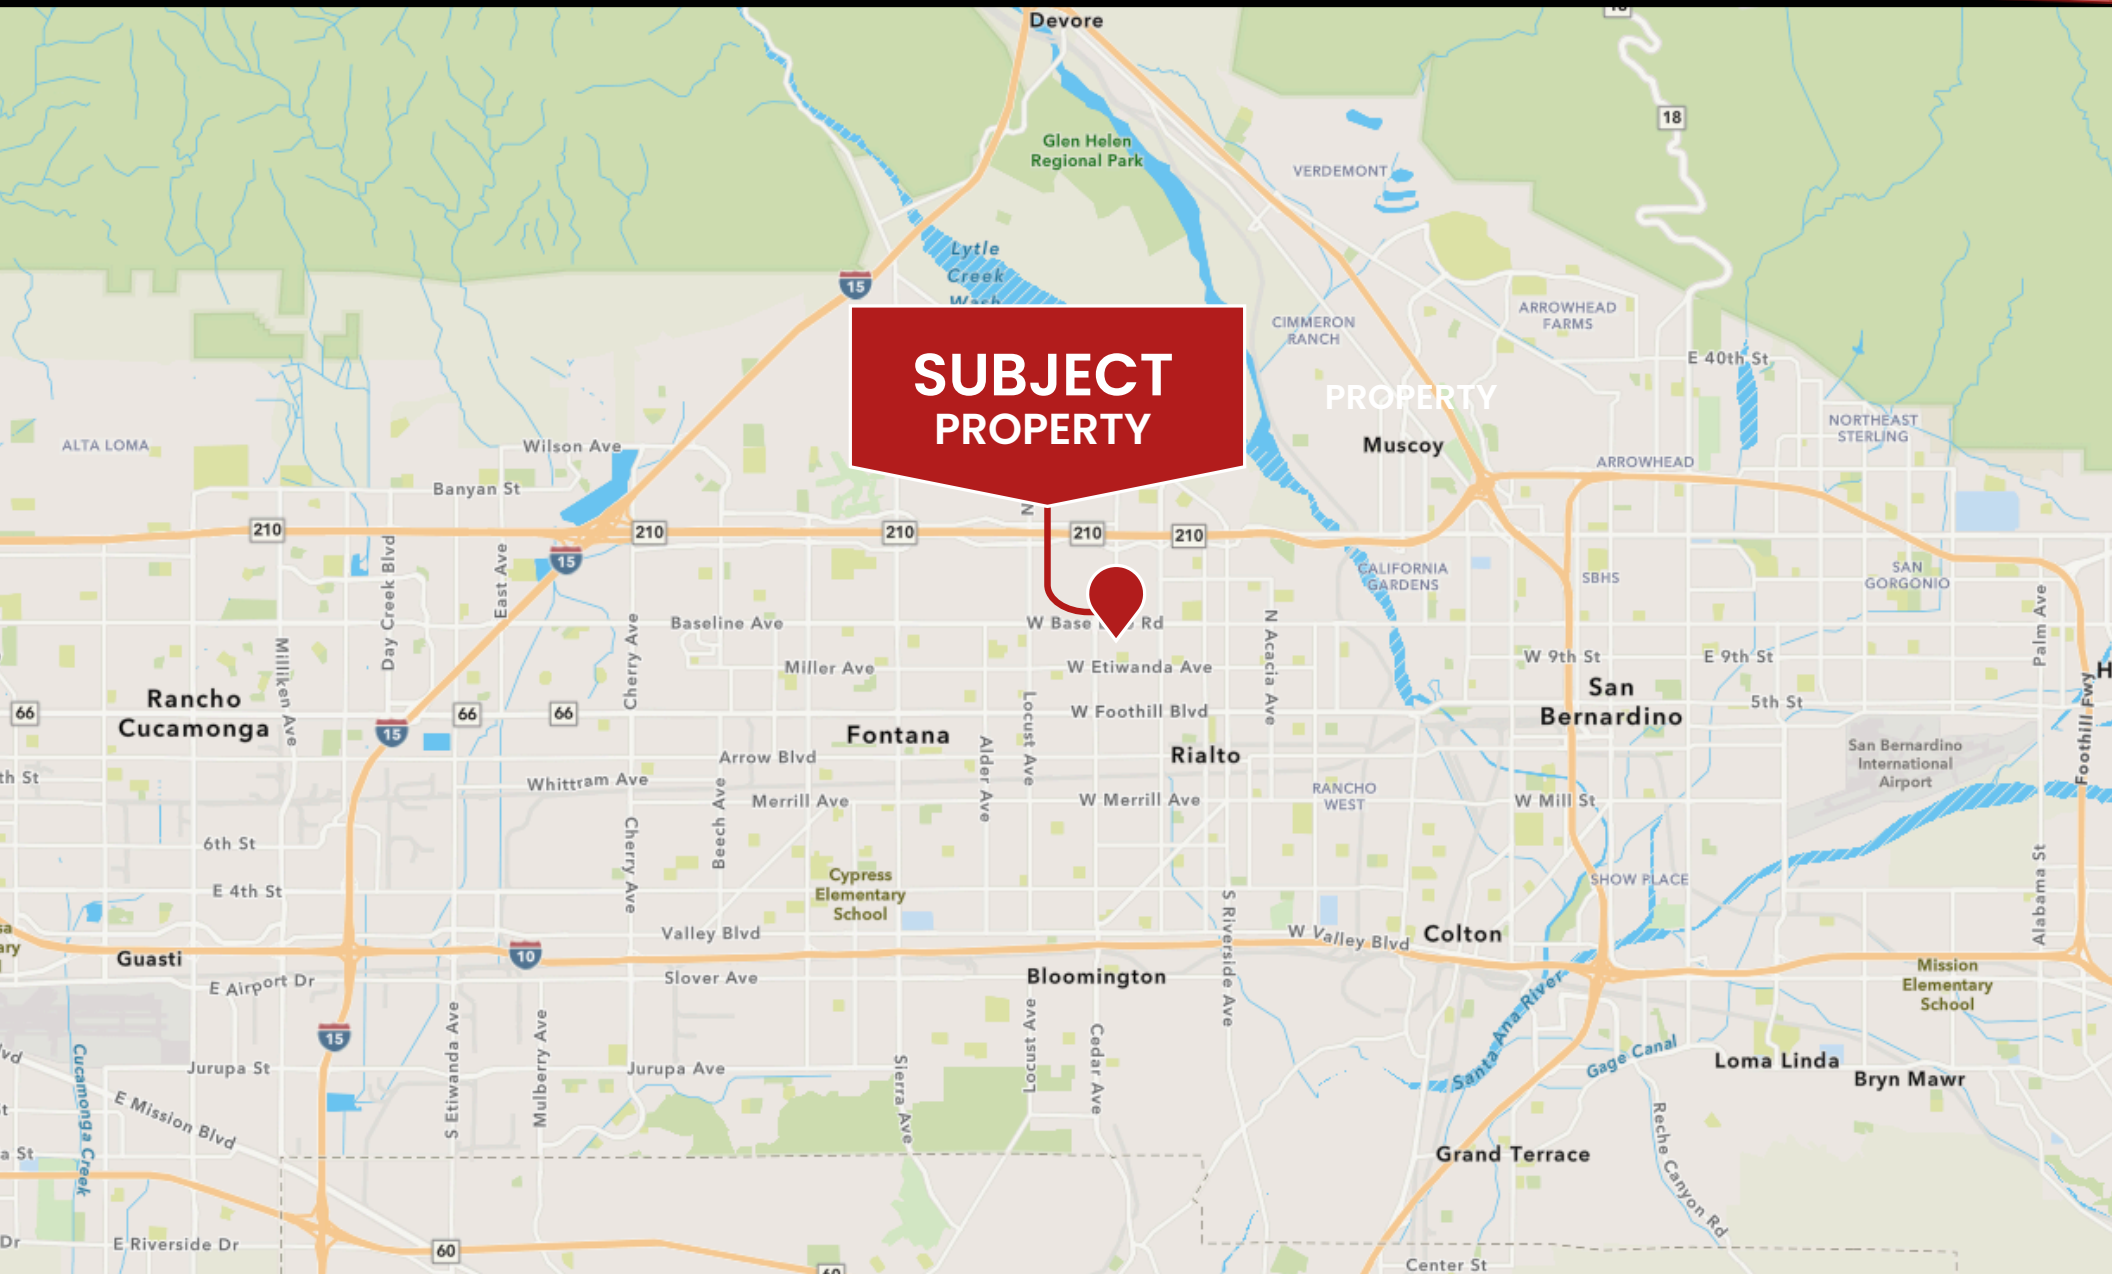 Devore
18
Glen Helen
Regional Park
VERDEMONT
Lytle
Creek
Wash
15
ARROWHEAD
FARMS
CIMMERON
RANCH
E 40th St
SUBJECT
PROPERTY
PROPERTY
NORTHEAST
STERLING
ALTA LOMA
Wilson Ave
Muscoy
ARROWHEAD
Banyan St
N
210
210
210
210
210
15
Day Creek Blvd
East Ave
CALIFORNIA
GARDENS
SBHS
SAN
GORGONIO
Palm Ave
Baseline Ave
W Base
Rd
N Acacia Ave
Cherry Ave
Milliken Ave
Miller Ave
W Etiwanda Ave
W 9th St
E 9th St
H
Rancho
Cucamonga
66
66
66
15
Locust Ave
W Foothill Blvd
San
Bernardino
5th St
Foothill Fwy
Fontana
Alder Ave
Arrow Blvd
Rialto
San Bernardino
International
Airport
th St
Whittram Ave
Beech Ave
Merrill Ave
W Merrill Ave
RANCHO
WEST
W Mill St
6th St
Cherry Ave
E 4th St
Cypress
Elementary
School
SHOW PLACE
Alabama St
S Riverside Ave
sa
ary
l
Valley Blvd
W Valley Blvd
Colton
Guasti
10
E Airport Dr
Slover Ave
Bloomington
Mission
Elementary
School
15
S Etiwanda Ave
Mulberry Ave
Locust Ave
Cedar Ave
Santa Ana River
lvd
Cucamonga Creek
Jurupa St
Jurupa Ave
Sierra Ave
Gage Canal
Loma Linda
Bryn Mawr
t
E Mission Blvd
Reche Canyon Rd
a St
Grand Terrace
Dr
E Riverside Dr
60
60
Center St